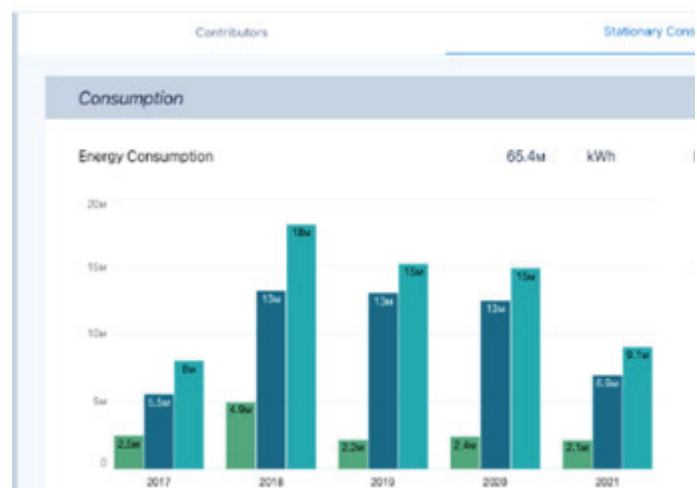 Contributors Stationary Cons
Consumption
Energy Consumption 65.4M kWh
20M
18M
15M 15M 15M
13M 13M 13M
10M
9.1M
8M
6.9M
5.5M
5M 4.9M
2.5M 2.2M 2.4M 2.1M
0
2017 2018 2019 2020 2021